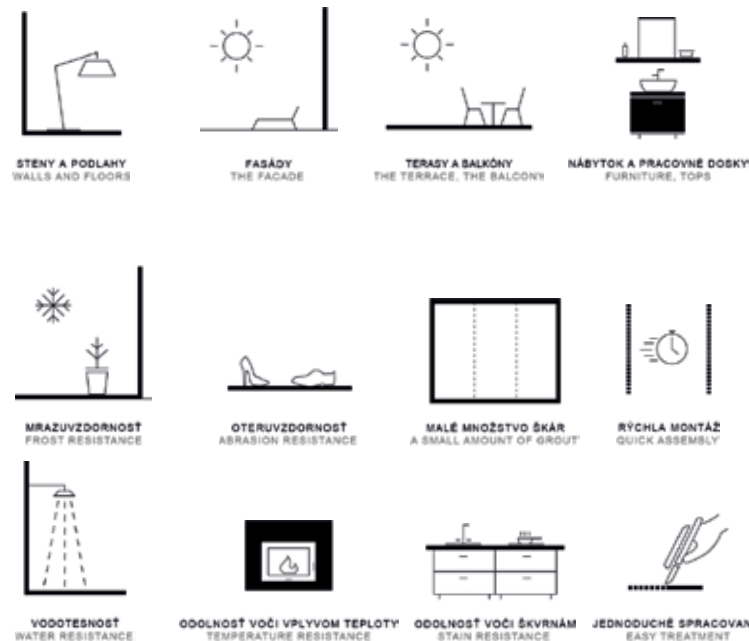 STENY A PODLAHY
WALLS AND FLOORS
FASÁDY
THE FACADE
TERASY A BALKÓNY
THE TERRACE, THE BALCONY
NÁBYTOK A PRACOVNÉ DOSKY
FURNITURE, TOPS
MRAZUVZDORNOSŤ
FROST RESISTANCE
OTERUVZDORNOSŤ
ABRASION RESISTANCE
MALÉ MNOŽSTVO ŠKÁR
A SMALL AMOUNT OF GROUT
RÝCHLA MONTÁŽ
QUICK ASSEMBLY
VODOTESNOSŤ
WATER RESISTANCE
ODOLNOSŤ VOČI VPLYVOM TEPLOTY
TEMPERATURE RESISTANCE
ODOLNOSŤ VOČI ŠKVRNÁM
STAIN RESISTANCE
JEDNODUCHÉ SPRACOVAN
EASY TREATMENT